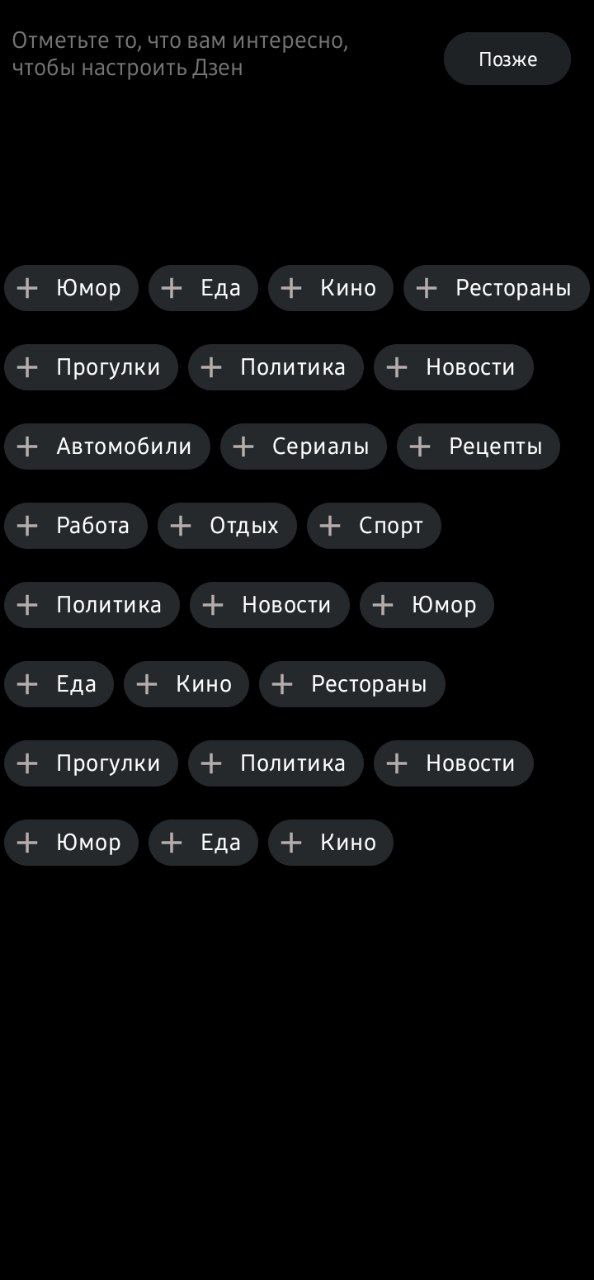 Отметьте то, что вам интересно,
чтобы настроить Дзен
Позже
+ Юмор + Еда + Кино + Рестораны
+ Прогулки + Политика + Новости
+ Автомобили + Сериалы + Рецепты
+ Работа + Отдых + Спорт
+ Политика + Новости + Юмор
+ Еда + Кино + Рестораны
+ Прогулки + Политика + Новости
+ Юмор + Еда + Кино